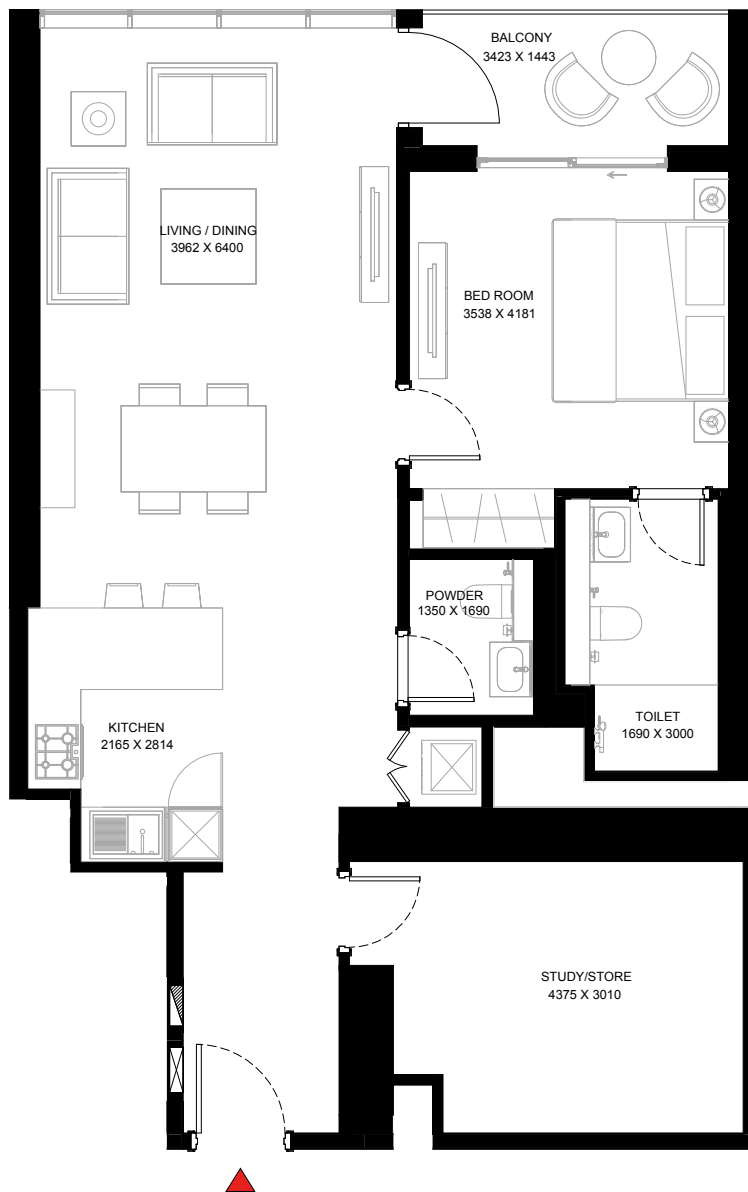 BALCONY
3423 X 1443
LIVING / DINING
3962 X 6400
BED ROOM
3538 X 4181
POWDER
1350 X 1690
KITCHEN
2165 X 2814
TOILET
1690 X 3000
STUDY/STORE
4375 X 3010